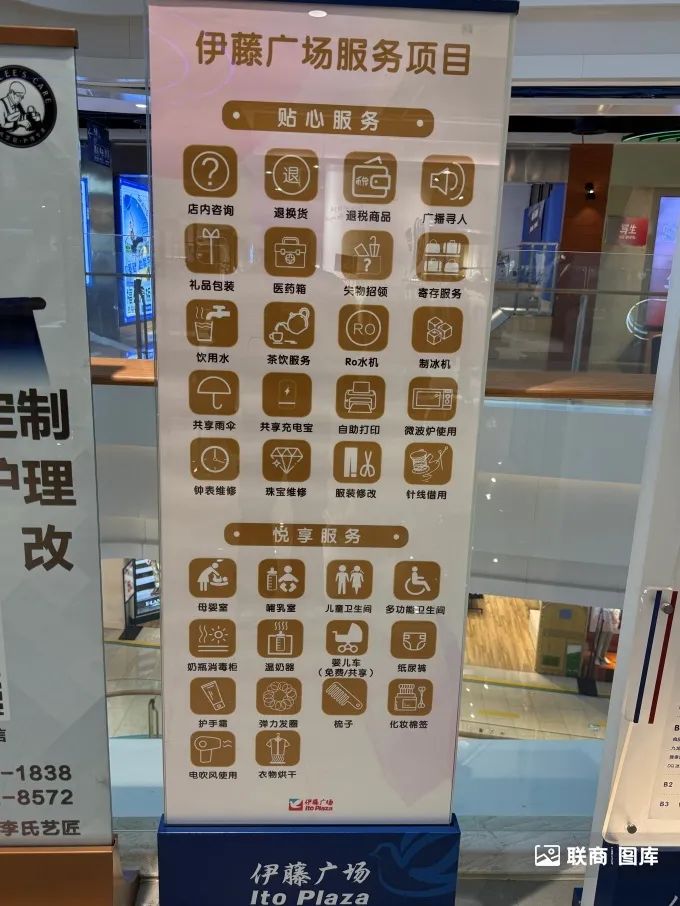 伊藤广场服务项目
贴心服务
店内咨询 退换货 退税商品 广播寻人
礼品包装 医药箱 失物招领 寄存服务
饮用水 茶饮服务 Ro水机 制冰机
共享雨伞 共享充电宝 自助打印 微波炉使用
钟表维修 珠宝维修 服装修改 针线借用
悦享服务
母婴室 哺乳室 儿童卫生间 多功能卫生间
奶瓶消毒柜 温奶器 婴儿车 纸尿裤
(免费/共享)
护手霜 弹力发圈 梳子 化妆棉签
电吹风使用 衣物烘干
伊藤广场
Ito Plaza
伊藤广场
Ito Plaza
退
RO
LEE'S CARE
定制
护理
改
信
-1838
-8572
李氏艺匠
写生
B2
B3
联商图库